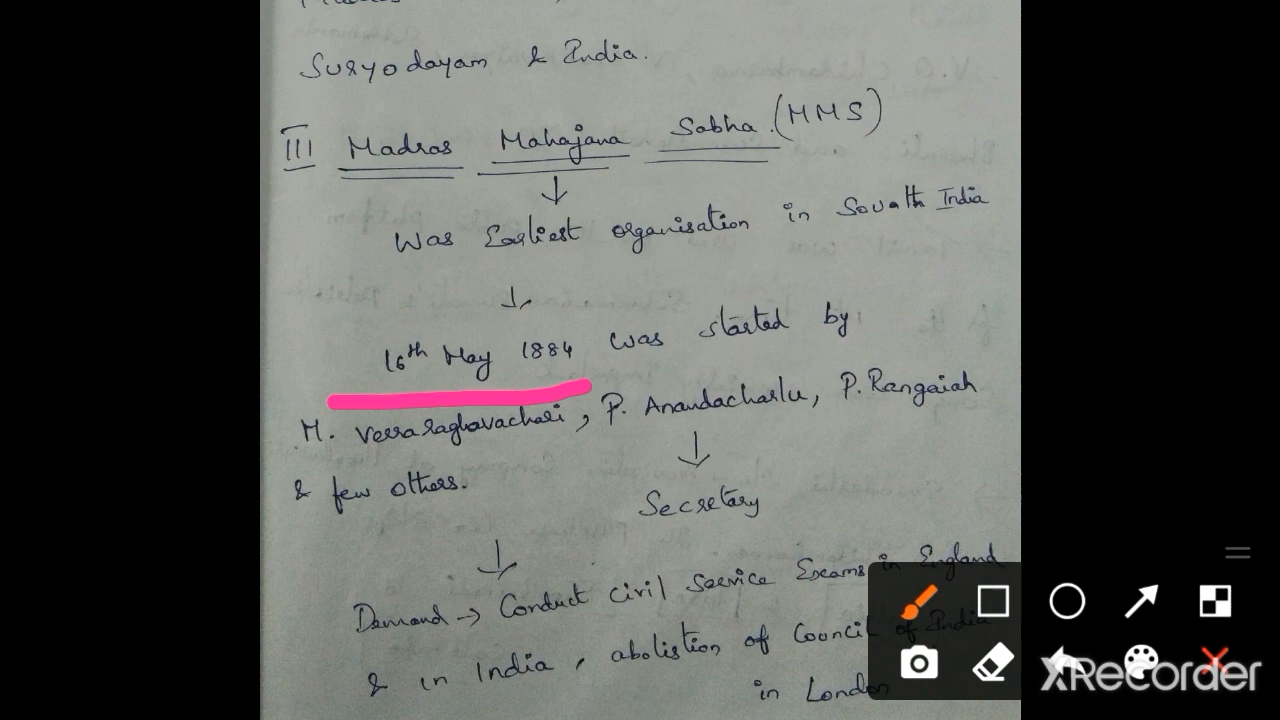 Suryodayam & India.
III Madras Mahajana Sabha. (MMS)
Was Earliest organisation in Souath India
16th May 1884 was started by
M. Veeraraghavachari, P. Anandacharlu, P. Rangaiah
& few others.
Secretary
Demand → Conduct civil service Exams in England
& in India, abolistion of Council of India
in London
XRecorder